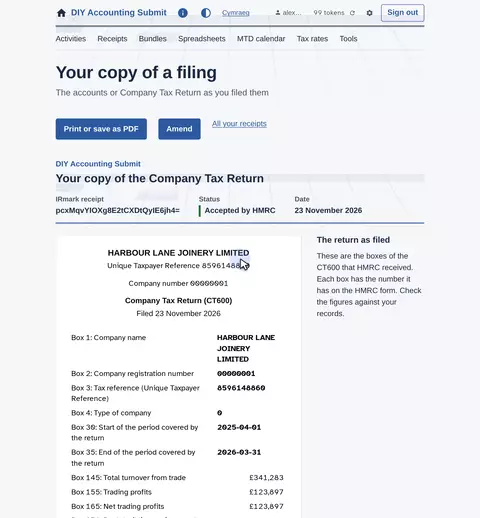 DIY Accounting Submit
Cymraeg
alex...
99 tokens
Sign out
Activities
Receipts
Bundles
Spreadsheets
MTD calendar
Tax rates
Tools
Your copy of a filing
The accounts or Company Tax Return as you filed them
Print or save as PDF
Amend
All your receipts
DIY Accounting Submit
Your copy of the Company Tax Return
IRmark receipt
Status
Date
Accepted by HMRC
23 November 2026
HARBOUR LANE JOINERY LIMITED
Unique Taxpayer Reference
Company number 00000001
Company Tax Return (CT600)
Filed 23 November 2026
Box 1: Company name
HARBOUR LANE
JOINERY
LIMITED
Box 2: Company registration number
00000001
Box 3: Tax reference (Unique Taxpayer
Reference)
8596148860
Box 4: Type of company
0
Box 30: Start of the period covered by
the return
2025-04-01
Box 35: End of the period covered by
the return
2026-03-31
Box 145: Total turnover from trade
£341,283
Box 155: Trading profits
£123,897
Box 165: Net trading profits
£123,897
The return as filed
These are the boxes of the
CT600 that HMRC received.
Each box has the number it
has on the HMRC form. Check
the figures against your
records.